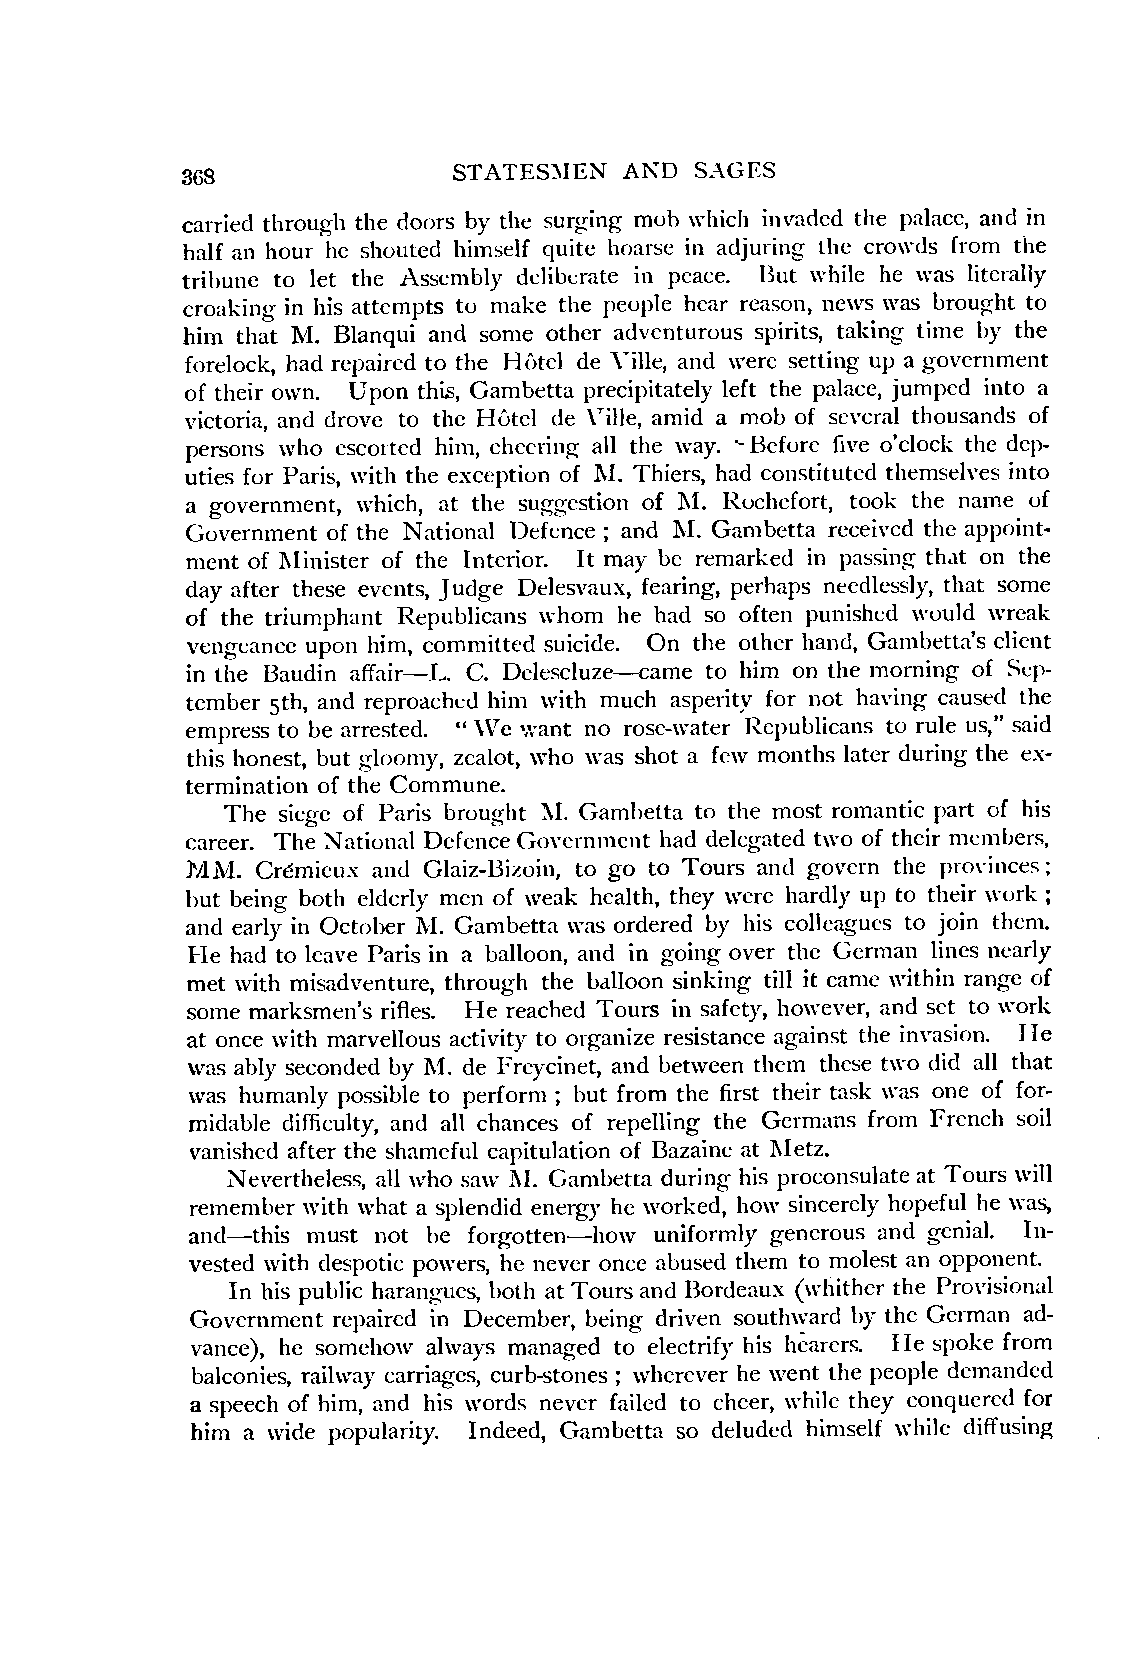 368 STATESMEN AND SAGES
carried through the doors by the surging mob which invaded the palace, and in
half an hour he shouted himself quite hoarse in adjuring the crowds from the
tribune to let the Assembly deliberate in peace. But while he was literally
croaking in his attempts to make the people hear reason, news was brought to
him that M. Blanqui and some other adventurous spirits, taking time by the
forelock, had repaired to the Hôtel de Ville, and were setting up a government
of their own. Upon this, Gambetta precipitately left the palace, jumped into a
victoria, and drove to the Hôtel de Ville, amid a mob of several thousands of
persons who escorted him, cheering all the way. Before five o'clock the dep-
uties for Paris, with the exception of M. Thiers, had constituted themselves into
a government, which, at the suggestion of M. Rochefort, took the name of
Government of the National Defence ; and M. Gambetta received the appoint-
ment of Minister of the Interior. It may be remarked in passing that on the
day after these events, Judge Delesvaux, fearing, perhaps needlessly, that some
of the triumphant Republicans whom he had so often punished would wreak
vengeance upon him, committed suicide. On the other hand, Gambetta's client
in the Baudin affair—L. C. Delescluze—came to him on the morning of Sep-
tember 5th, and reproached him with much asperity for not having caused the
empress to be arrested. " We want no rose-water Republicans to rule us," said
this honest, but gloomy, zealot, who was shot a few months later during the ex-
termination of the Commune.
The siege of Paris brought M. Gambetta to the most romantic part of his
career. The National Defence Government had delegated two of their members,
MM. Crémieux and Glaiz-Bizoin, to go to Tours and govern the provinces ;
but being both elderly men of weak health, they were hardly up to their work ;
and early in October M. Gambetta was ordered by his colleagues to join them.
He had to leave Paris in a balloon, and in going over the German lines nearly
met with misadventure, through the balloon sinking till it came within range of
some marksmen's rifles. He reached Tours in safety, however, and set to work
at once with marvellous activity to organize resistance against the invasion. He
was ably seconded by M. de Freycinet, and between them these two did all that
was humanly possible to perform ; but from the first their task was one of for-
midable difficulty, and all chances of repelling the Germans from French soil
vanished after the shameful capitulation of Bazaine at Metz.
Nevertheless, all who saw M. Gambetta during his proconsulate at Tours will
remember with what a splendid energy he worked, how sincerely hopeful he was,
and—this must not be forgotten—how uniformly generous and genial. In-
vested with despotic powers, he never once abused them to molest an opponent.
In his public harangues, both at Tours and Bordeaux (whither the Provisional
Government repaired in December, being driven southward by the German ad-
vance), he somehow always managed to electrify his hearers. He spoke from
balconies, railway carriages, curb-stones ; wherever he went the people demanded
a speech of him, and his words never failed to cheer, while they conquered for
him a wide popularity. Indeed, Gambetta so deluded himself while diffusing